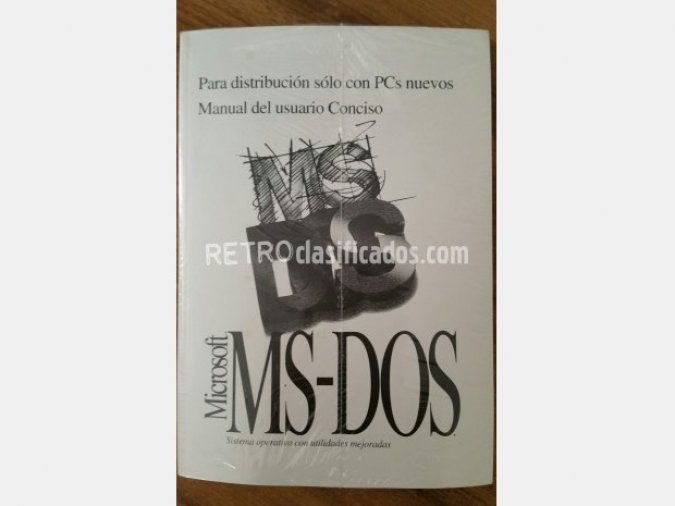 Para distribución sólo con PCs nuevos
Manual del usuario Conciso
MS
DOS
RETROclasificados.com
Microsoft
MS-DOS
Sistema operativo con utilidades mejoradas